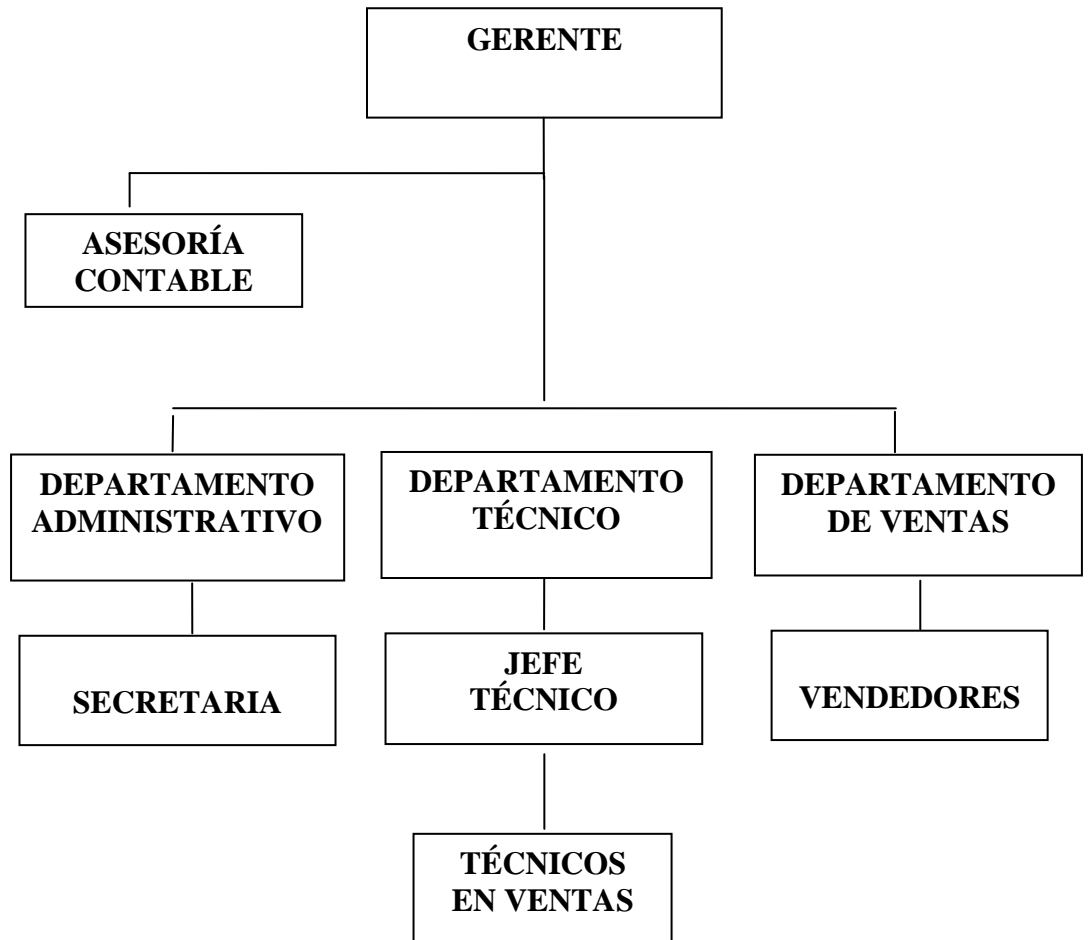 GERENTE
ASESORÍA
CONTABLE
DEPARTAMENTO
ADMINISTRATIVO
DEPARTAMENTO
TÉCNICO
DEPARTAMENTO
DE VENTAS
SECRETARIA
JEFE
TÉCNICO
VENDEDORES
TÉCNICOS
EN VENTAS